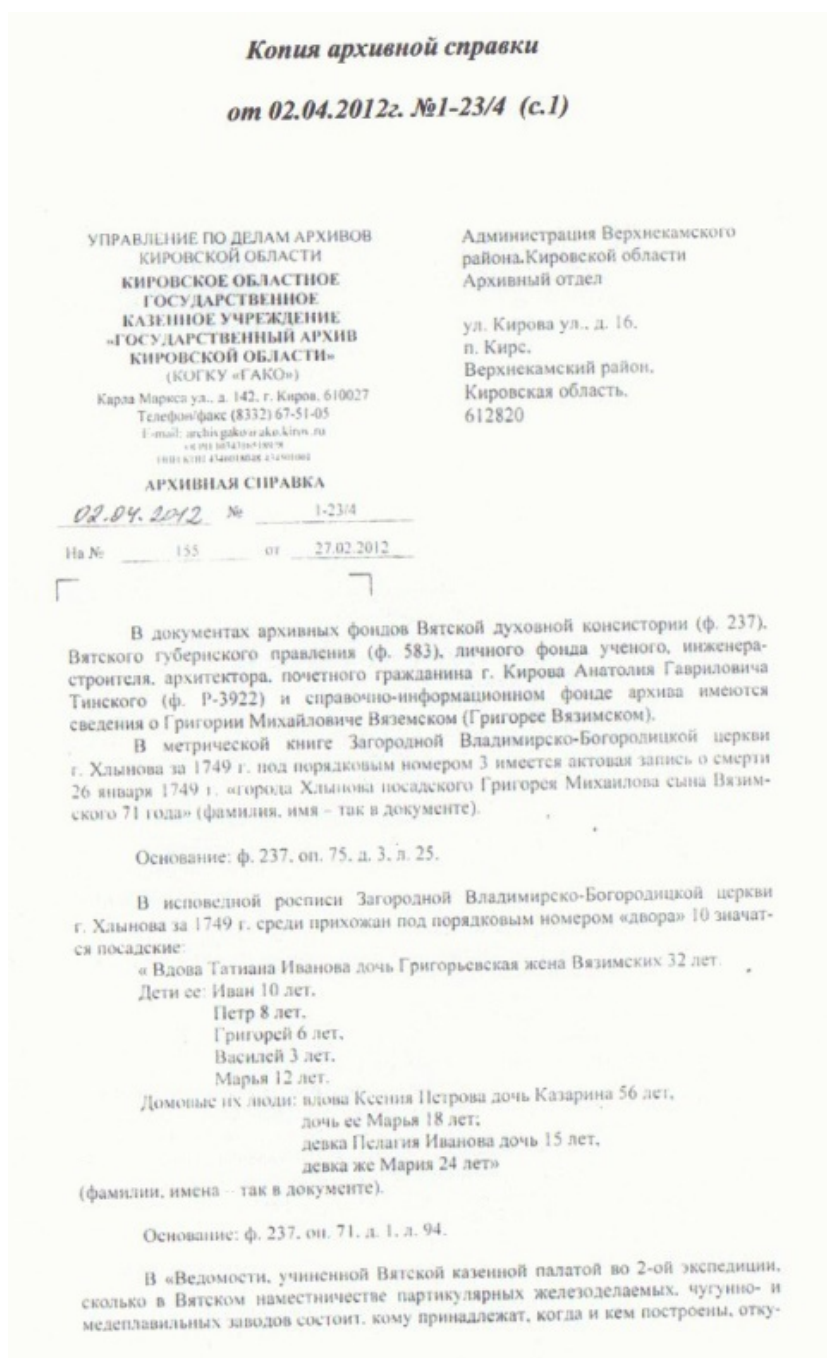 Копия архивной справки
от 02.04.2012г. №1-23/4 (с.1)
УПРАВЛЕНИЕ ПО ДЕЛАМ АРХИВОВ
КИРОВСКОЙ ОБЛАСТИ
КИРОВСКОЕ ОБЛАСТНОЕ
ГОСУДАРСТВЕННОЕ
КАЗЕННОЕ УЧРЕЖДЕНИЕ
«ГОСУДАРСТВЕННЫЙ АРХИВ
КИРОВСКОЙ ОБЛАСТИ»
(КОГКУ «ГАКО»)
Карла Маркса ул., д. 142, г. Киров, 610027
Телефон/факс (8332) 67-51-05
E-mail:
АРХИВНАЯ СПРАВКА
02.04.2012 № 1-23/4
На № 155 от 27.02.2012
Администрация Верхнекамского
района,Кировской области
Архивный отдел
ул. Кирова ул., д. 16,
п. Кирс,
Верхнекамский район,
Кировская область,
612820
В документах архивных фондов Вятской духовной консистории (ф. 237),
Вятского губернского правления (ф. 583), личного фонда ученого, инженера-
строителя, архитектора, почетного гражданина г. Кирова Анатолия Гавриловича
Тинского (ф. Р-3922) и справочно-информационном фонде архива имеются
сведения о Григории Михайловиче Вяземском (Григорее Вязимском).
В метрической книге Загородной Владимирско-Богородицкой церкви
г. Хлынова за 1749 г. под порядковым номером 3 имеется актовая запись о смерти
26 января 1749 г. «города Хлынова посадского Григорея Михаилова сына Вязим-
ского 71 года» (фамилия, имя – так в документе).
Основание: ф. 237, оп. 75, д. 3, л. 25.
В исповедной росписи Загородной Владимирско-Богородицкой церкви
г. Хлынова за 1749 г. среди прихожан под порядковым номером «двора» 10 значат-
ся посадские:
« Вдова Татиана Иванова дочь Григорьевская жена Вязимских 32 лет.
Дети ее: Иван 10 лет,
Петр 8 лет,
Григорей 6 лет,
Василей 3 лет,
Марья 12 лет.
Домовые их люди: вдова Ксения Петрова дочь Казарина 56 лет,
дочь ее Марья 18 лет;
девка Пелагия Иванова дочь 15 лет,
девка же Мария 24 лет»
(фамилии, имена – так в документе).
Основание: ф. 237, оп. 71, д. 1, л. 94.
В «Ведомости, учиненной Вятской казенной палатой во 2-ой экспедиции,
сколько в Вятском наместничестве партикулярных железоделаемых, чугунно- и
медеплавильных заводов состоит, кому принадлежат, когда и кем построены, отку-